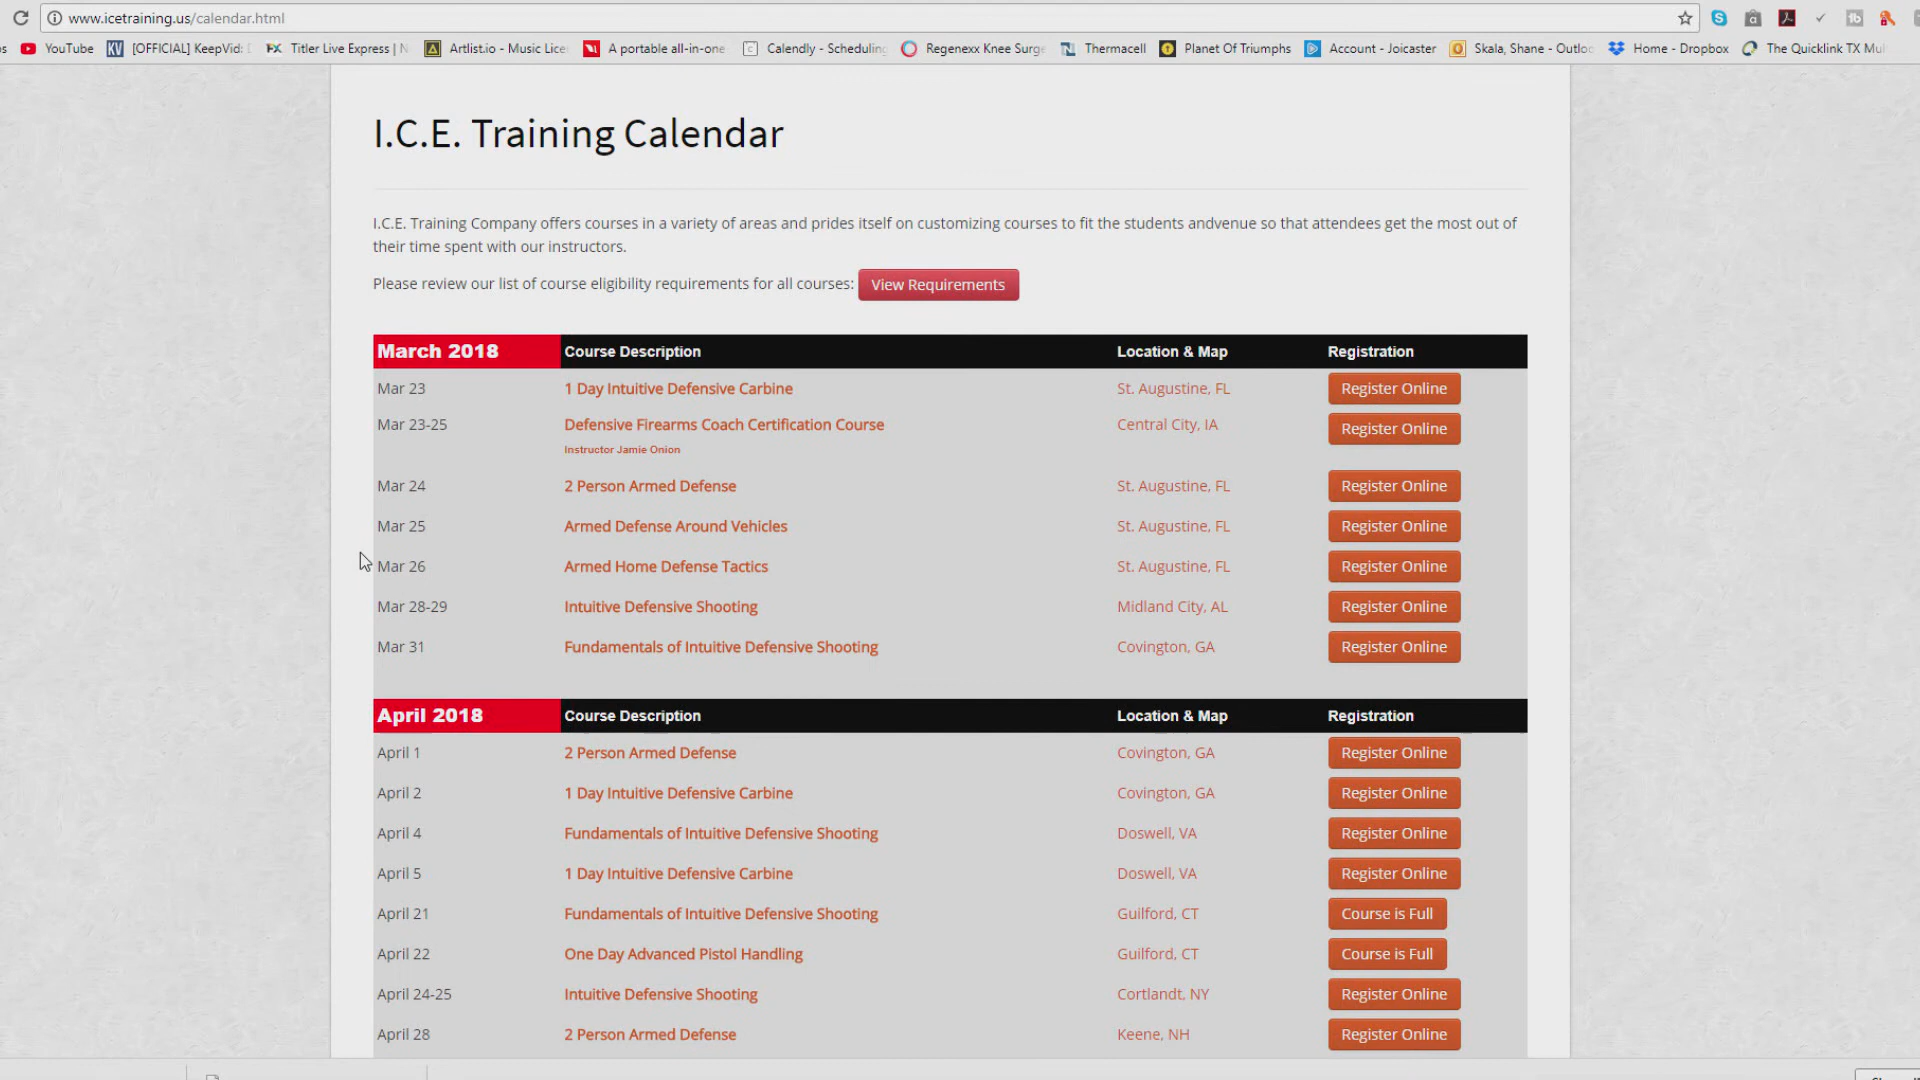 www.icetraining.us/calendar.html
YouTube [OFFICIAL] KeepVid: Titler Live Express | Artlist.io - Music Lice A portable all-in-one Calendly - Scheduling Regenexx Knee Surge Thermacell Planet Of Triumphs Account - Joicaster Skala, Shane - Outlo Home - Dropbox The Quicklink TX Mul
I.C.E. Training Calendar
I.C.E. Training Company offers courses in a variety of areas and prides itself on customizing courses to fit the students andvenue so that attendees get the most out of
their time spent with our instructors.
Please review our list of course eligibility requirements for all courses: View Requirements
March 2018 Course Description Location & Map Registration
Mar 23 1 Day Intuitive Defensive Carbine St. Augustine, FL Register Online
Mar 23-25 Defensive Firearms Coach Certification Course Central City, IA Register Online
Instructor Jamie Onion
Mar 24 2 Person Armed Defense St. Augustine, FL Register Online
Mar 25 Armed Defense Around Vehicles St. Augustine, FL Register Online
Mar 26 Armed Home Defense Tactics St. Augustine, FL Register Online
Mar 28-29 Intuitive Defensive Shooting Midland City, AL Register Online
Mar 31 Fundamentals of Intuitive Defensive Shooting Covington, GA Register Online
April 2018 Course Description Location & Map Registration
April 1 2 Person Armed Defense Covington, GA Register Online
April 2 1 Day Intuitive Defensive Carbine Covington, GA Register Online
April 4 Fundamentals of Intuitive Defensive Shooting Doswell, VA Register Online
April 5 1 Day Intuitive Defensive Carbine Doswell, VA Register Online
April 21 Fundamentals of Intuitive Defensive Shooting Guilford, CT Course is Full
April 22 One Day Advanced Pistol Handling Guilford, CT Course is Full
April 24-25 Intuitive Defensive Shooting Cortlandt, NY Register Online
April 28 2 Person Armed Defense Keene, NH Register Online